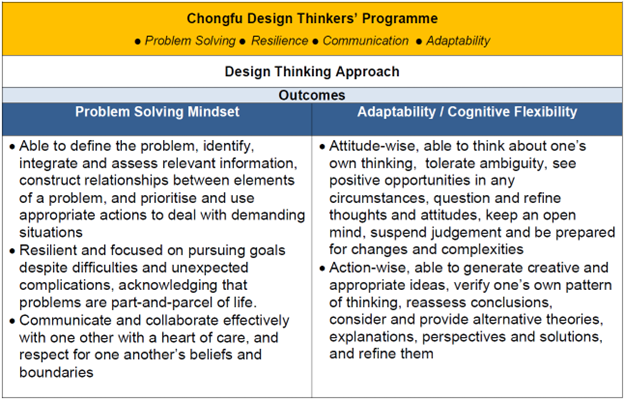 Chongfu Design Thinkers' Programme
● Problem Solving ● Resilience ● Communication ● Adaptability
Design Thinking Approach
Outcomes
Problem Solving Mindset
● Able to define the problem, identify,
integrate and assess relevant information,
construct relationships between elements
of a problem, and prioritise and use
appropriate actions to deal with demanding
situations
● Resilient and focused on pursuing goals
despite difficulties and unexpected
complications, acknowledging that
problems are part-and-parcel of life.
● Communicate and collaborate effectively
with one other with a heart of care, and
respect for one another's beliefs and
boundaries
Adaptability / Cognitive Flexibility
● Attitude-wise, able to think about one's
own thinking, tolerate ambiguity, see
positive opportunities in any
circumstances, question and refine
thoughts and attitudes, keep an open
mind, suspend judgement and be prepared
for changes and complexities
● Action-wise, able to generate creative and
appropriate ideas, verify one's own pattern
of thinking, reassess conclusions,
consider and provide alternative theories,
explanations, perspectives and solutions,
and refine them